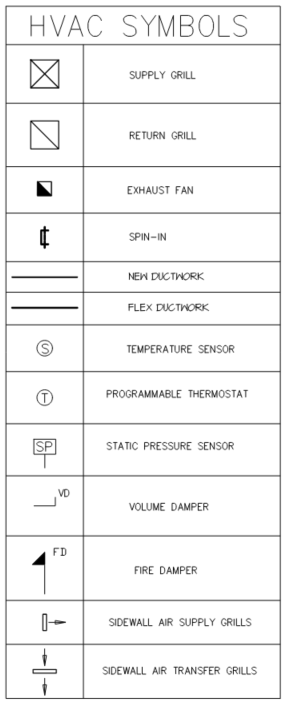 HVAC SYMBOLS
SUPPLY GRILL
RETURN GRILL
EXHAUST FAN
SPIN-IN
NEW DUCTWORK
FLEX DUCTWORK
S TEMPERATURE SENSOR
T PROGRAMMABLE THERMOSTAT
SP STATIC PRESSURE SENSOR
VD VOLUME DAMPER
FD FIRE DAMPER
SIDEWALL AIR SUPPLY GRILLS
SIDEWALL AIR TRANSFER GRILLS